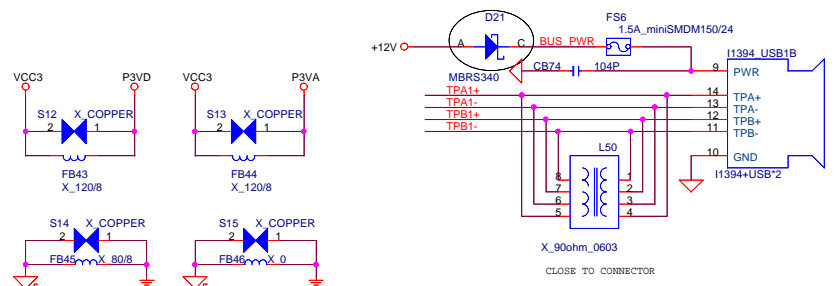 D21
FS6
1.5A_miniSMDM150/24
+12V
A
C
BUS_PWR
I1394_USB1B
CB74
104P
9
PWR
MBRS340
VCC3
P3VD
VCC3
P3VA
TPA1+
14
TPA+
TPA1-
13
TPA-
TPB1+
12
TPB+
TPB1-
11
TPB-
S12
X_COPPER
2
1
S13
X_COPPER
2
1
L50
10
GND
I1394+USB*2
FB43
X_120/8
FB44
X_120/8
8
1
7
2
6
3
5
4
S14
X_COPPER
2
1
S15
X_COPPER
2
1
FB45
X_80/8
FB46
X_0
X_90ohm_0603
CLOSE TO CONNECTOR